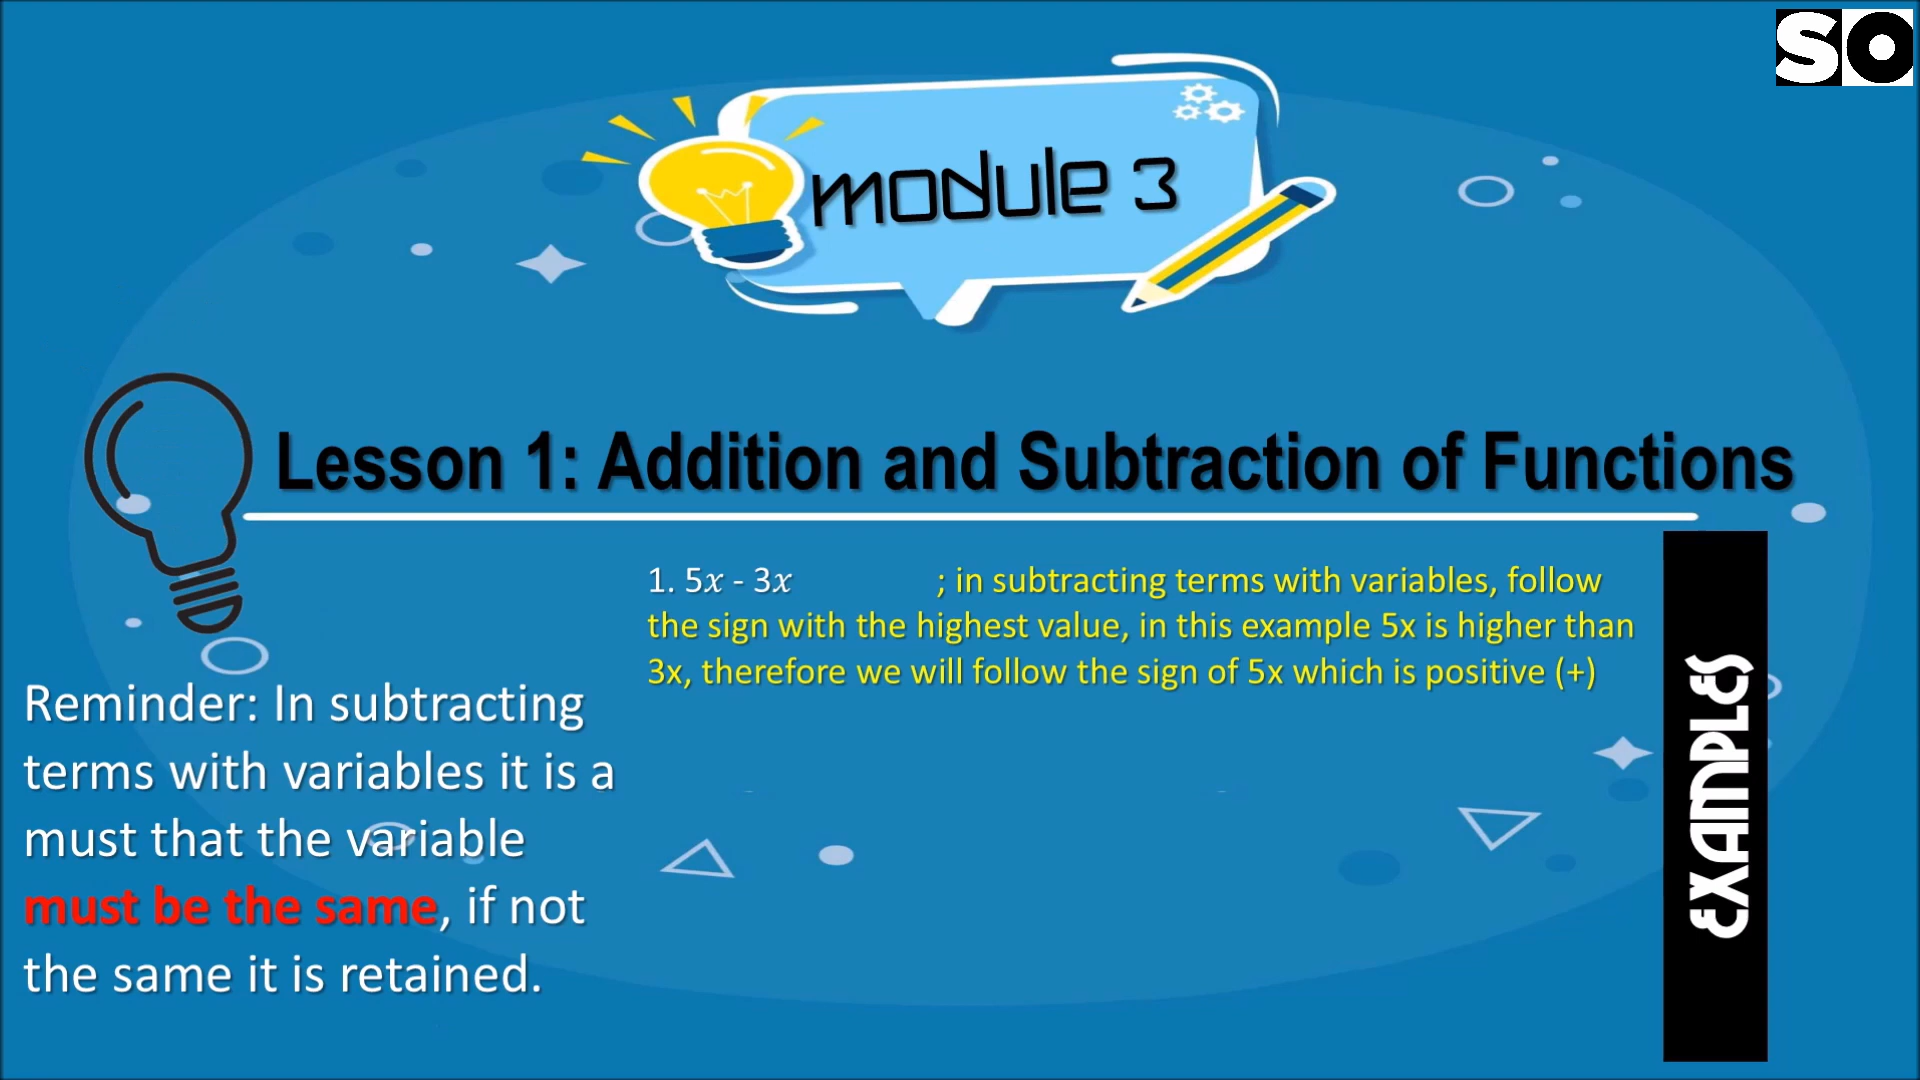 SO
module 3
Lesson 1: Addition and Subtraction of Functions
1. 5x - 3x ; in subtracting terms with variables, follow
the sign with the highest value, in this example 5x is higher than
3x, therefore we will follow the sign of 5x which is positive (+)
Reminder: In subtracting
terms with variables it is a
must that the variable
must be the same, if not
the same it is retained.
EXAMPLES